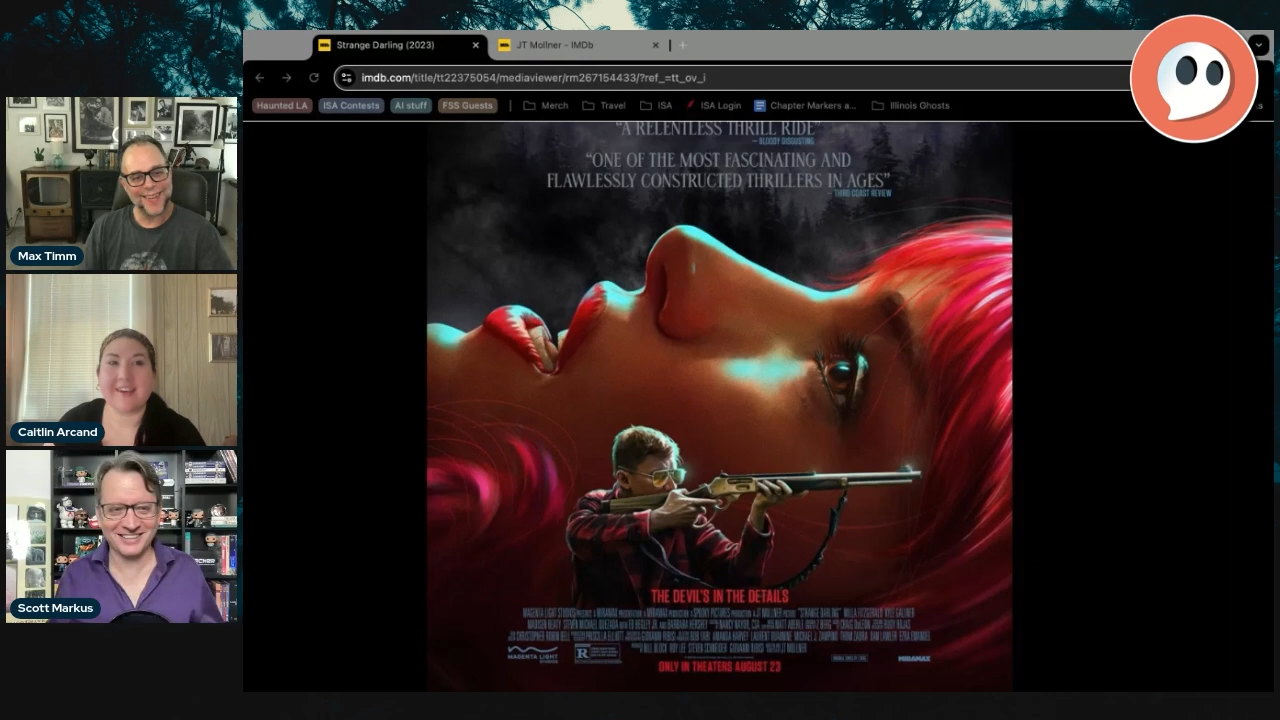 Strange Darling (2023)
JT Mollner - IMDb
imdb.com/title/tt22375054/mediaviewer/rm267154433/?ref_=tt_ov_i
Haunted LA
ISA Contests
AI stuff
FSS Guests
Merch
Travel
ISA
ISA Login
Chapter Markers a...
Illinois Ghosts
"A RELENTLESS THRILL RIDE"
– BLOODY DISGUSTING
"ONE OF THE MOST FASCINATING AND
FLAWLESSLY CONSTRUCTED THRILLERS IN AGES"
– THIRD COAST REVIEW
Max Timm
Caitlin Arcand
Scott Markus
THE DEVIL'S IN THE DETAILS
MAGENTA LIGHT
STUDIOS
R
MIRAMAX
ONLY IN THEATERS AUGUST 23